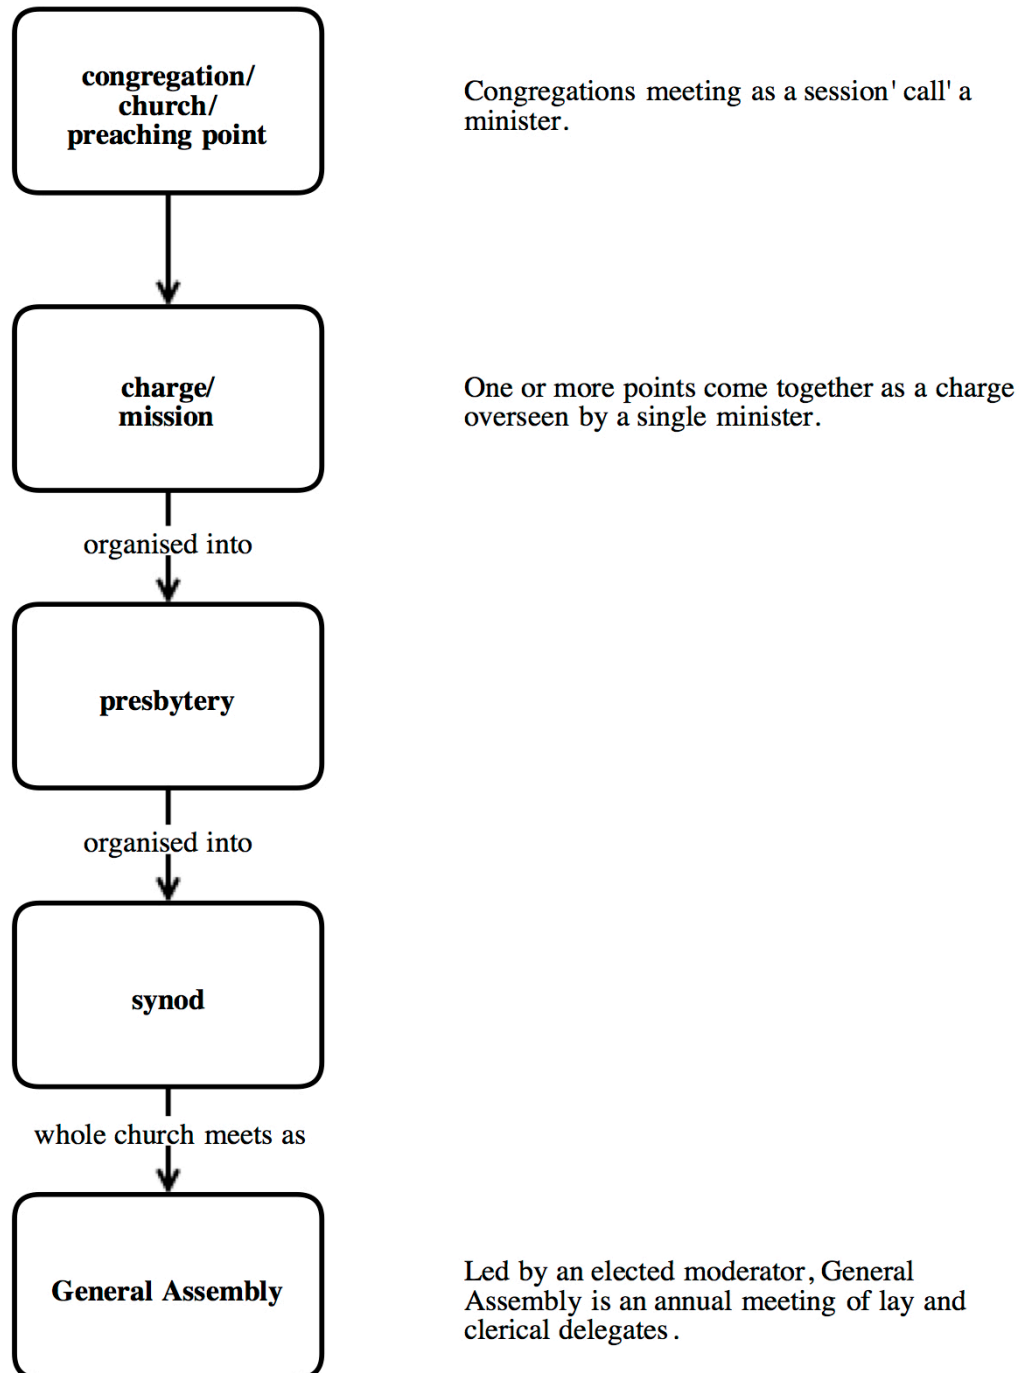 congregation/
church/
preaching point
Congregations meeting as a session' call' a
minister.
charge/
mission
One or more points come together as a charge
overseen by a single minister.
organised into
presbytery
organised into
synod
whole church meets as
General Assembly
Led by an elected moderator, General
Assembly is an annual meeting of lay and
clerical delegates.